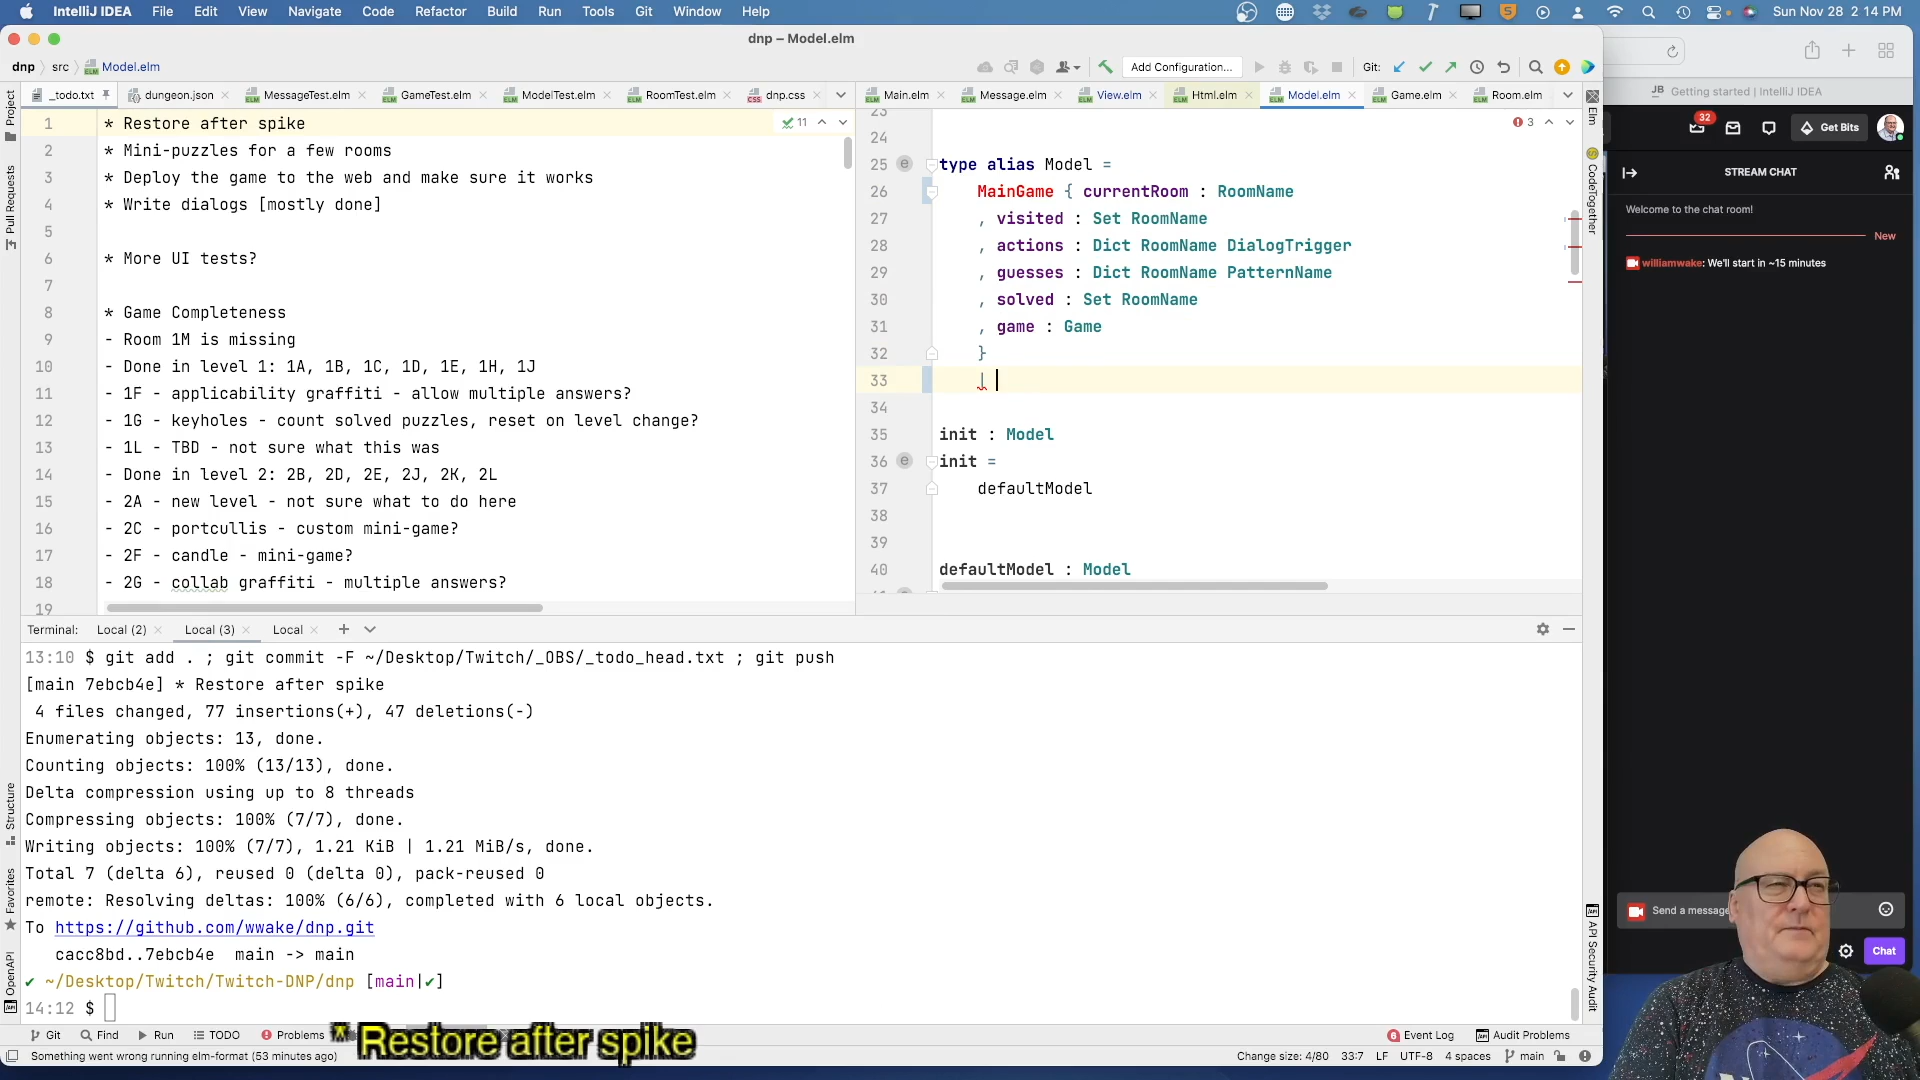 IntelliJ IDEA File Edit View Navigate Code Refactor Build Run Tools Git Window Help Sun Nov 28 2:14 PM
dnp – Model.elm
dnp src Model.elm Add Configuration... Git:
JB Getting started | IntelliJ IDEA
_todo.txt dungeon.json MessageTest.elm GameTest.elm ModelTest.elm RoomTest.elm dnp.css Main.elm Message.elm View.elm Html.elm Model.elm Game.elm Room.elm
Project
Pull Requests
Structure
Favorites
OpenAPI
1 * Restore after spike
2 * Mini-puzzles for a few rooms
3 * Deploy the game to the web and make sure it works
4 * Write dialogs [mostly done]
5
6 * More UI tests?
7
8 * Game Completeness
9 - Room 1M is missing
10 - Done in level 1: 1A, 1B, 1C, 1D, 1E, 1H, 1J
11 - 1F - applicability graffiti - allow multiple answers?
12 - 1G - keyholes - count solved puzzles, reset on level change?
13 - 1L - TBD - not sure what this was
14 - Done in level 2: 2B, 2D, 2E, 2J, 2K, 2L
15 - 2A - new level - not sure what to do here
16 - 2C - portcullis - custom mini-game?
17 - 2F - candle - mini-game?
18 - 2G - collab graffiti - multiple answers?
19
11
23
24
25 type alias Model =
26 MainGame { currentRoom : RoomName
27 , visited : Set RoomName
28 , actions : Dict RoomName DialogTrigger
29 , guesses : Dict RoomName PatternName
30 , solved : Set RoomName
31 , game : Game
32 }
33 |
34
35 init : Model
36 init =
37 defaultModel
38
39
40 defaultModel : Model
3
Elm
CodeTogether
API Security Audit
32
Get Bits
STREAM CHAT
Welcome to the chat room!
New
williamwake: We'll start in ~15 minutes
Send a message
Chat
Terminal: Local (2) Local (3) Local
13:10 $ git add . ; git commit -F ~/Desktop/Twitch/_OBS/_todo_head.txt ; git push
[main 7ebcb4e] * Restore after spike
4 files changed, 77 insertions(+), 47 deletions(-)
Enumerating objects: 13, done.
Counting objects: 100% (13/13), done.
Delta compression using up to 8 threads
Compressing objects: 100% (7/7), done.
Writing objects: 100% (7/7), 1.21 KiB | 1.21 MiB/s, done.
Total 7 (delta 6), reused 0 (delta 0), pack-reused 0
remote: Resolving deltas: 100% (6/6), completed with 6 local objects.
To https://github.com/wwake/dnp.git
cacc8bd..7ebcb4e main -> main
✔ ~/Desktop/Twitch/Twitch-DNP/dnp [main|✔]
14:12 $
Git Find Run TODO Problems Event Log Audit Problems
* Restore after spike
Something went wrong running elm-format (53 minutes ago) Change size: 4/80 33:7 LF UTF-8 4 spaces main